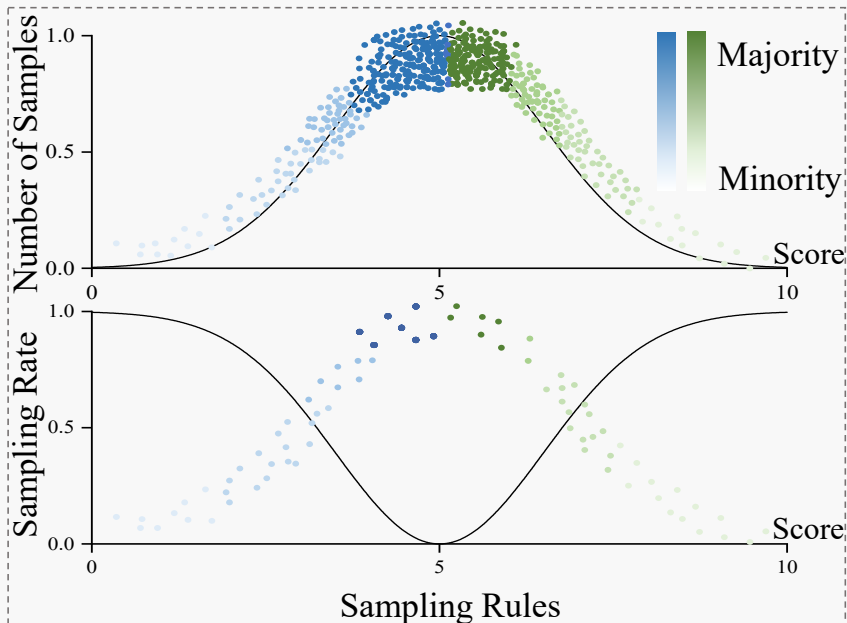 Number of Samples
1.0
0.5
0.0
0
5
10
Score
Majority
Minority
Sampling Rate
1.0
0.5
0.0
0
5
10
Score
Sampling Rules